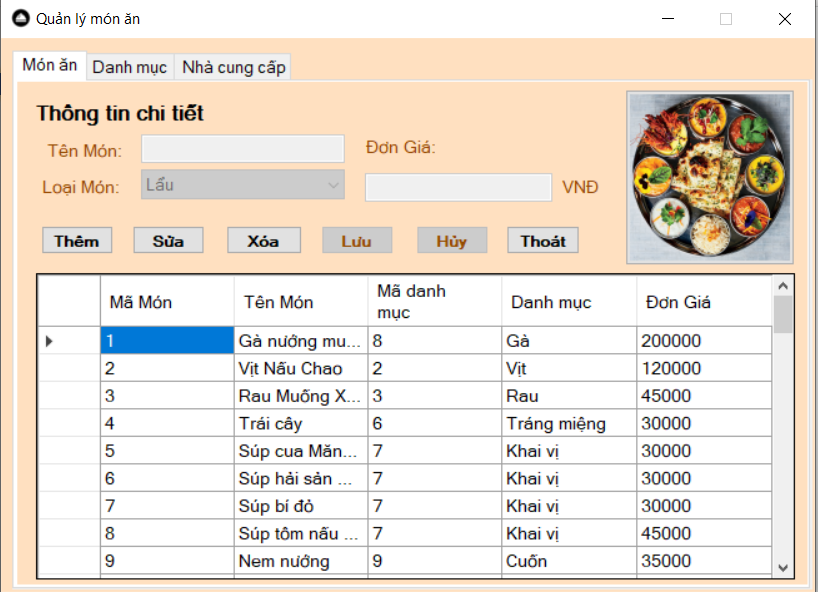 Quản lý món ăn
Món ăn Danh mục Nhà cung cấp
Thông tin chi tiết
Tên Món: Đơn Giá:
Loại Món: Lẩu VNĐ
Thêm Sửa Xóa Lưu Hủy Thoát
Mã Món Tên Món Mã danh mục Danh mục Đơn Giá
1 Gà nướng mu... 8 Gà 200000
2 Vịt Nấu Chao 2 Vịt 120000
3 Rau Muống X... 3 Rau 45000
4 Trái cây 6 Tráng miệng 30000
5 Súp cua Măn... 7 Khai vị 30000
6 Súp hải sản ... 7 Khai vị 30000
7 Súp bí đỏ 7 Khai vị 30000
8 Súp tôm nấu ... 7 Khai vị 45000
9 Nem nướng 9 Cuốn 35000